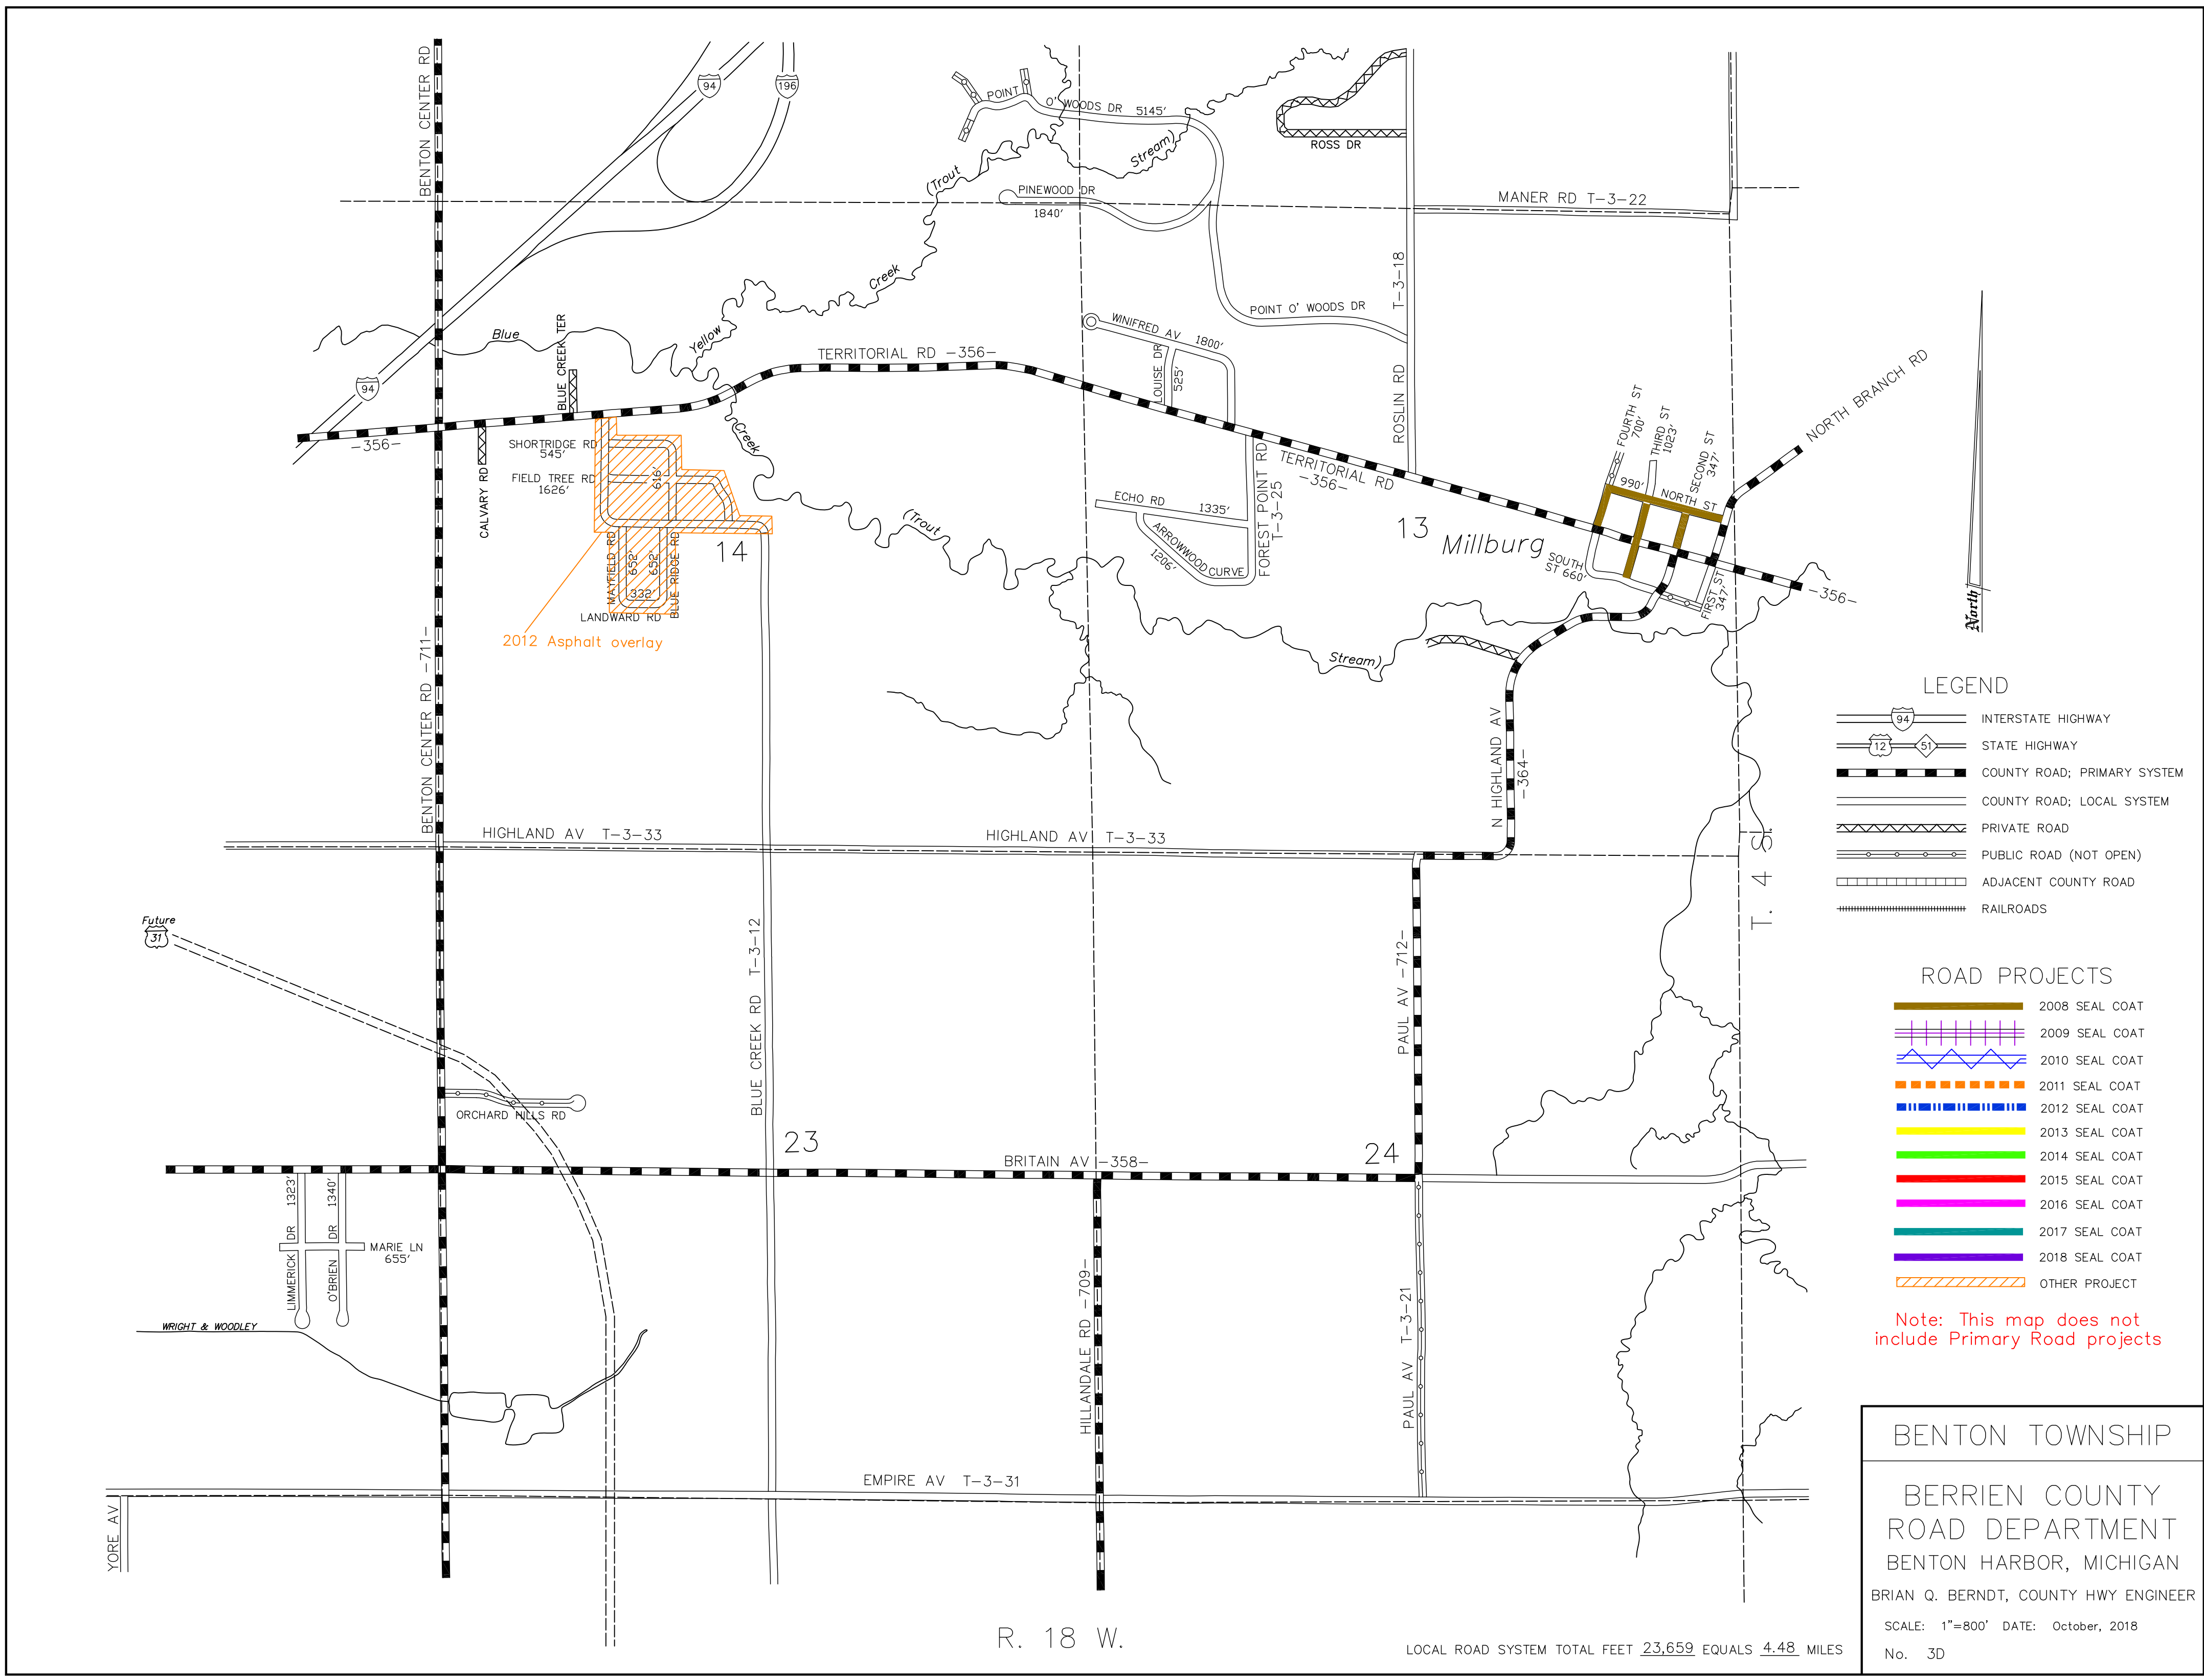 BENTON CENTER RD
94
196
POINT O' WOODS DR 5145'
(Trout
Stream)
ROSS DR
PINEWOOD DR
1840'
MANER RD T-3-22
Creek
Yellow
Blue
BLUE CREEK TER
TERRITORIAL RD -356-
WINIFRED AV 1800'
LOUISE DR
525'
POINT O' WOODS DR
T-3-18
ROSLIN RD
94
-356-
CALVARY RD
SHORTRIDGE RD
545'
FIELD TREE RD
1626'
616'
Creek
(Trout
Stream)
MAYFIELD RD
652'
652'
BLUE RIDGE RD
332'
LANDWARD RD
2012 Asphalt overlay
14
ECHO RD 1335'
ARROWWOOD CURVE
1206'
FOREST POINT RD
T-3-25
TERRITORIAL RD
-356-
13
Millburg
FOURTH ST
700'
THIRD ST
1023'
SECOND ST
347'
990' NORTH ST
NORTH BRANCH RD
SOUTH
ST 660'
FIRST ST
347'
-356-
North
BENTON CENTER RD -711-
N HIGHLAND AV
-364-
HIGHLAND AV T-3-33
HIGHLAND AV T-3-33
T. 4 S.
Future
31
BLUE CREEK RD T-3-12
PAUL AV -712-
ORCHARD HILLS RD
23
24
BRITAIN AV -358-
LIMMERICK DR 1323'
O'BRIEN DR 1340'
MARIE LN
655'
WRIGHT & WOODLEY
HILLANDALE RD -709-
PAUL AV T-3-21
EMPIRE AV T-3-31
YORE AV
R. 18 W.
LOCAL ROAD SYSTEM TOTAL FEET 23,659 EQUALS 4.48 MILES
LEGEND
94 INTERSTATE HIGHWAY
12 51 STATE HIGHWAY
COUNTY ROAD; PRIMARY SYSTEM
COUNTY ROAD; LOCAL SYSTEM
PRIVATE ROAD
PUBLIC ROAD (NOT OPEN)
ADJACENT COUNTY ROAD
RAILROADS
ROAD PROJECTS
2008 SEAL COAT
2009 SEAL COAT
2010 SEAL COAT
2011 SEAL COAT
2012 SEAL COAT
2013 SEAL COAT
2014 SEAL COAT
2015 SEAL COAT
2016 SEAL COAT
2017 SEAL COAT
2018 SEAL COAT
OTHER PROJECT
Note: This map does not
include Primary Road projects
BENTON TOWNSHIP
BERRIEN COUNTY
ROAD DEPARTMENT
BENTON HARBOR, MICHIGAN
BRIAN Q. BERNDT, COUNTY HWY ENGINEER
SCALE: 1"=800' DATE: October, 2018
No. 3D